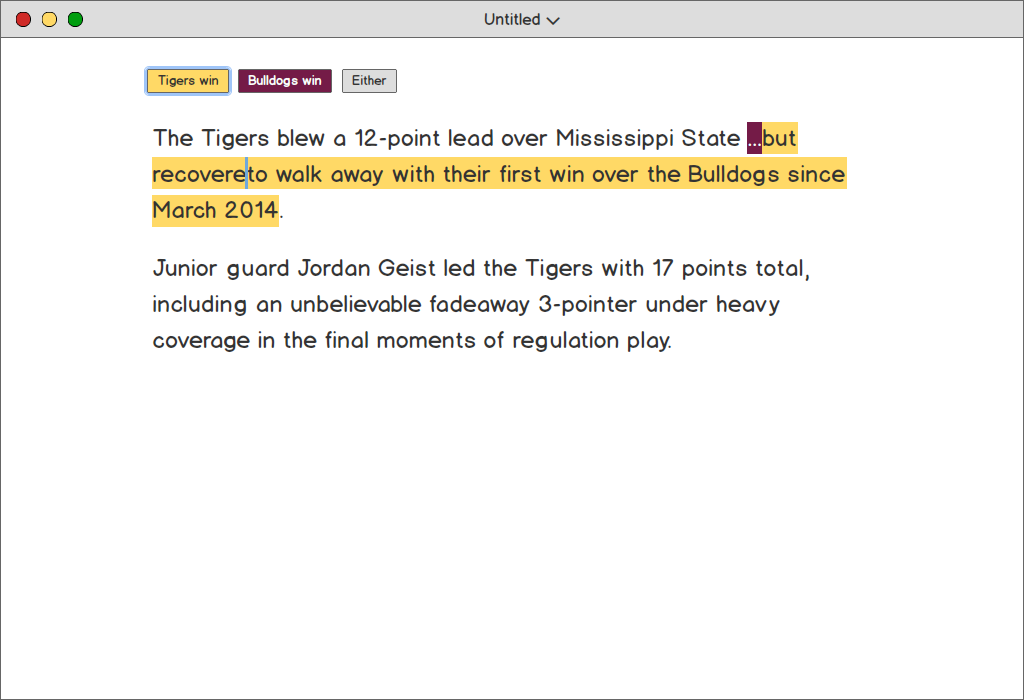 Untitled
Tigers win Bulldogs win Either
The Tigers blew a 12-point lead over Mississippi State ...but
recovereto walk away with their first win over the Bulldogs since
March 2014.
Junior guard Jordan Geist led the Tigers with 17 points total,
including an unbelievable fadeaway 3-pointer under heavy
coverage in the final moments of regulation play.